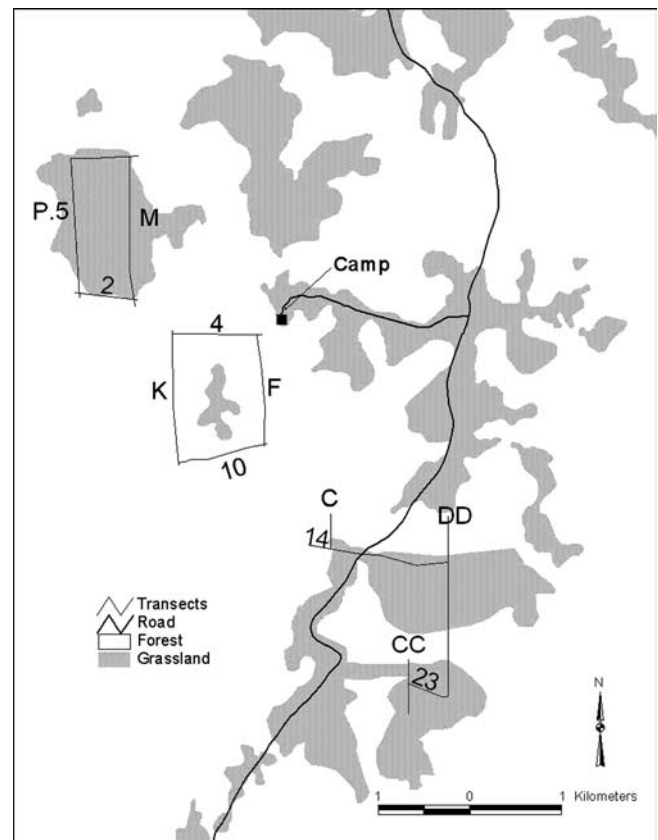 P.5
M
2
Camp
4
K
F
10
C
14
DD
Transects
Road
Forest
Grassland
CC
23
N
1 0 1 Kilometers